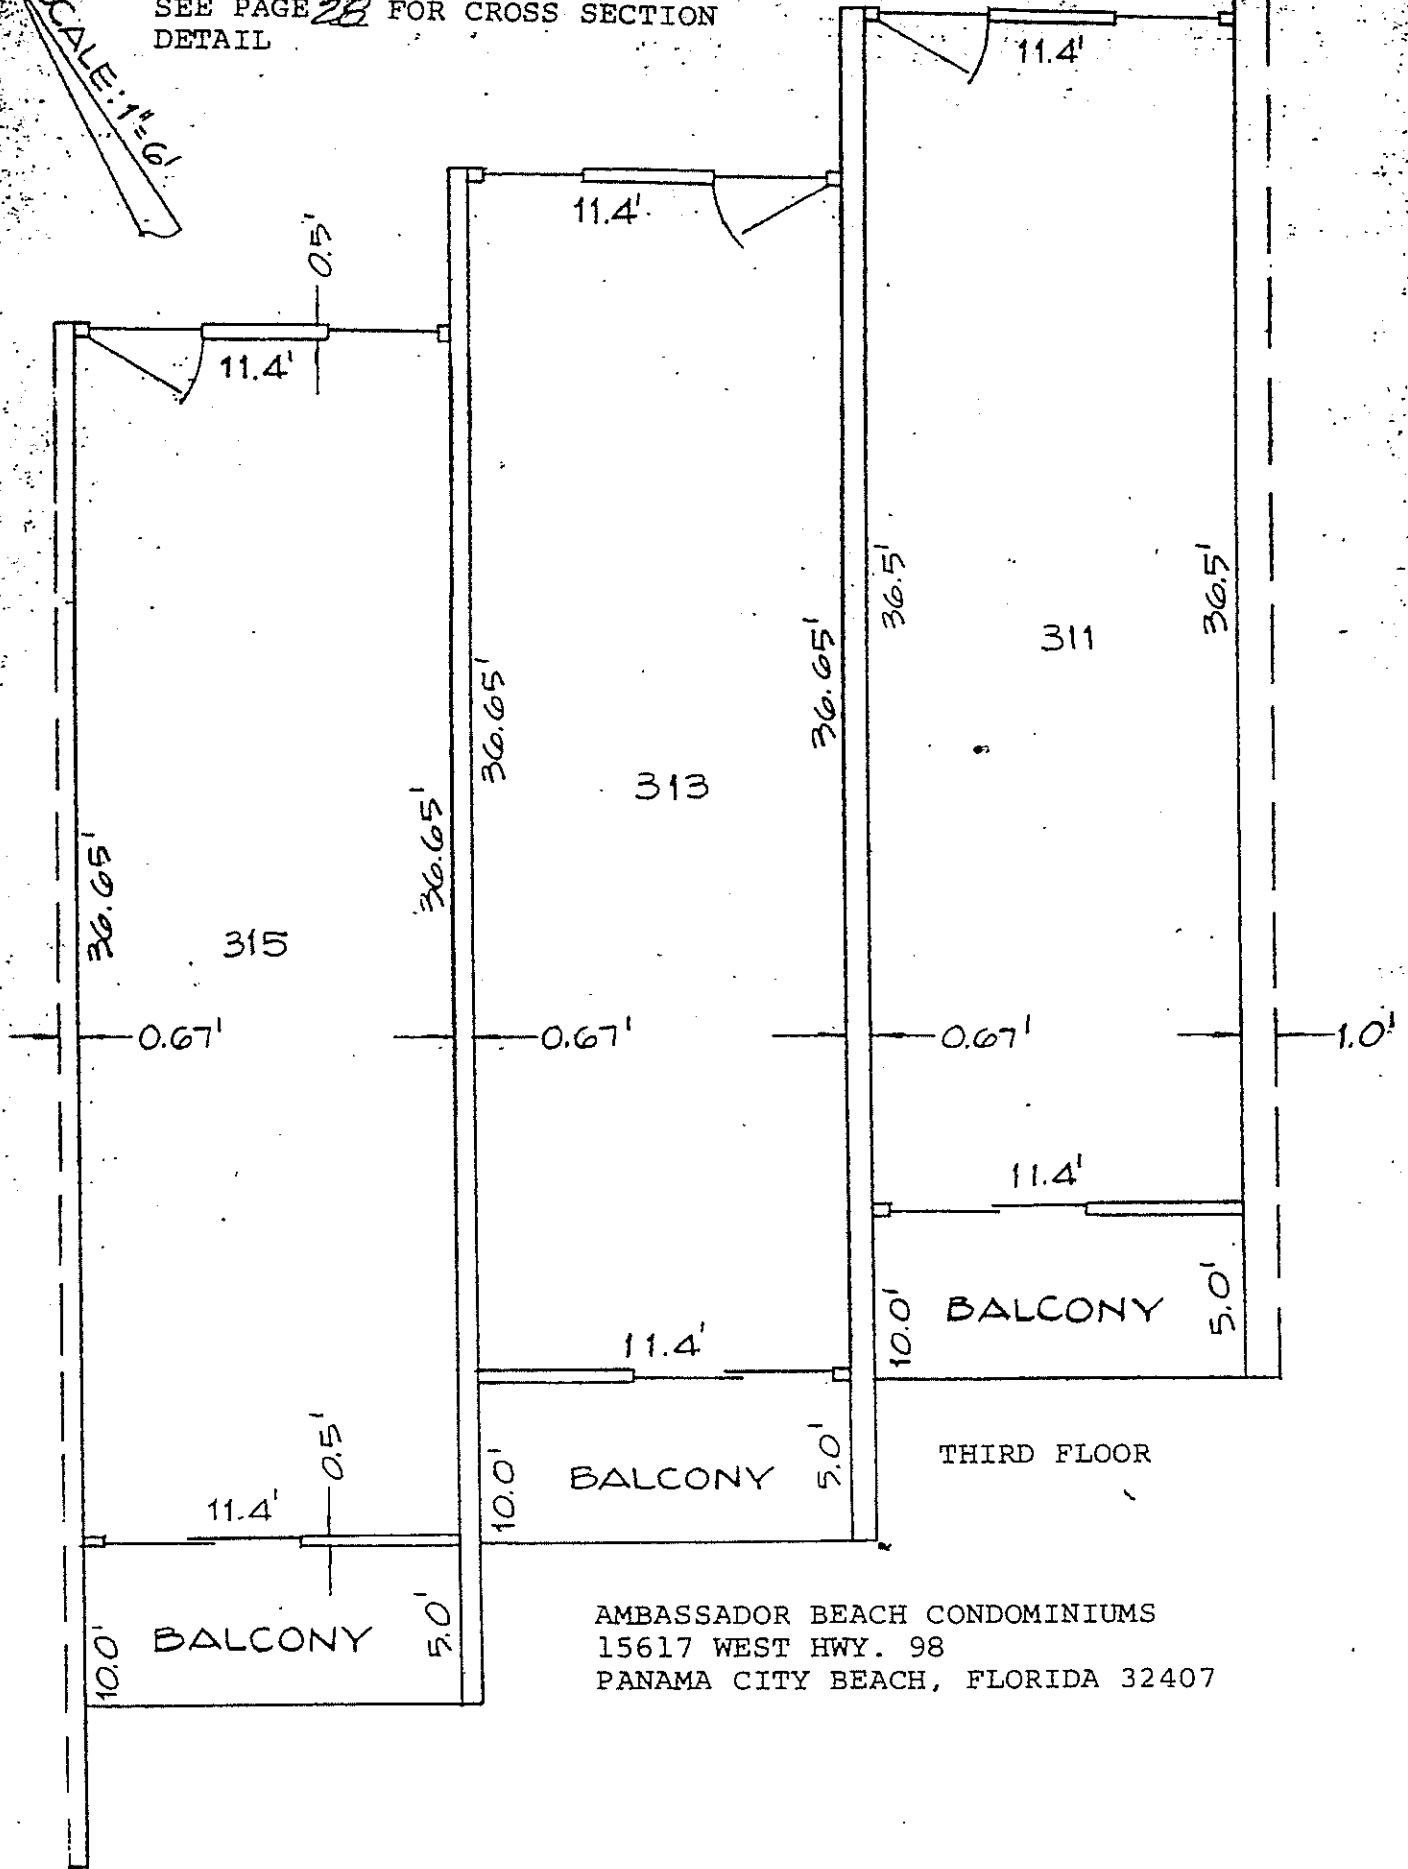 SEE PAGE 28 FOR CROSS SECTION
DETAIL
SCALE: 1"=6'
11.4'
11.4'
0.5'
11.4'
36.5'
36.5'
311
36.65'
36.65'
313
36.65'
36.65'
315
0.67'
0.67'
0.67'
1.0'
11.4'
10.0'
BALCONY
5.0'
11.4'
10.0'
BALCONY
5.0'
THIRD FLOOR
11.4'
0.5'
10.0'
BALCONY
5.0'
AMBASSADOR BEACH CONDOMINIUMS
15617 WEST HWY. 98
PANAMA CITY BEACH, FLORIDA 32407